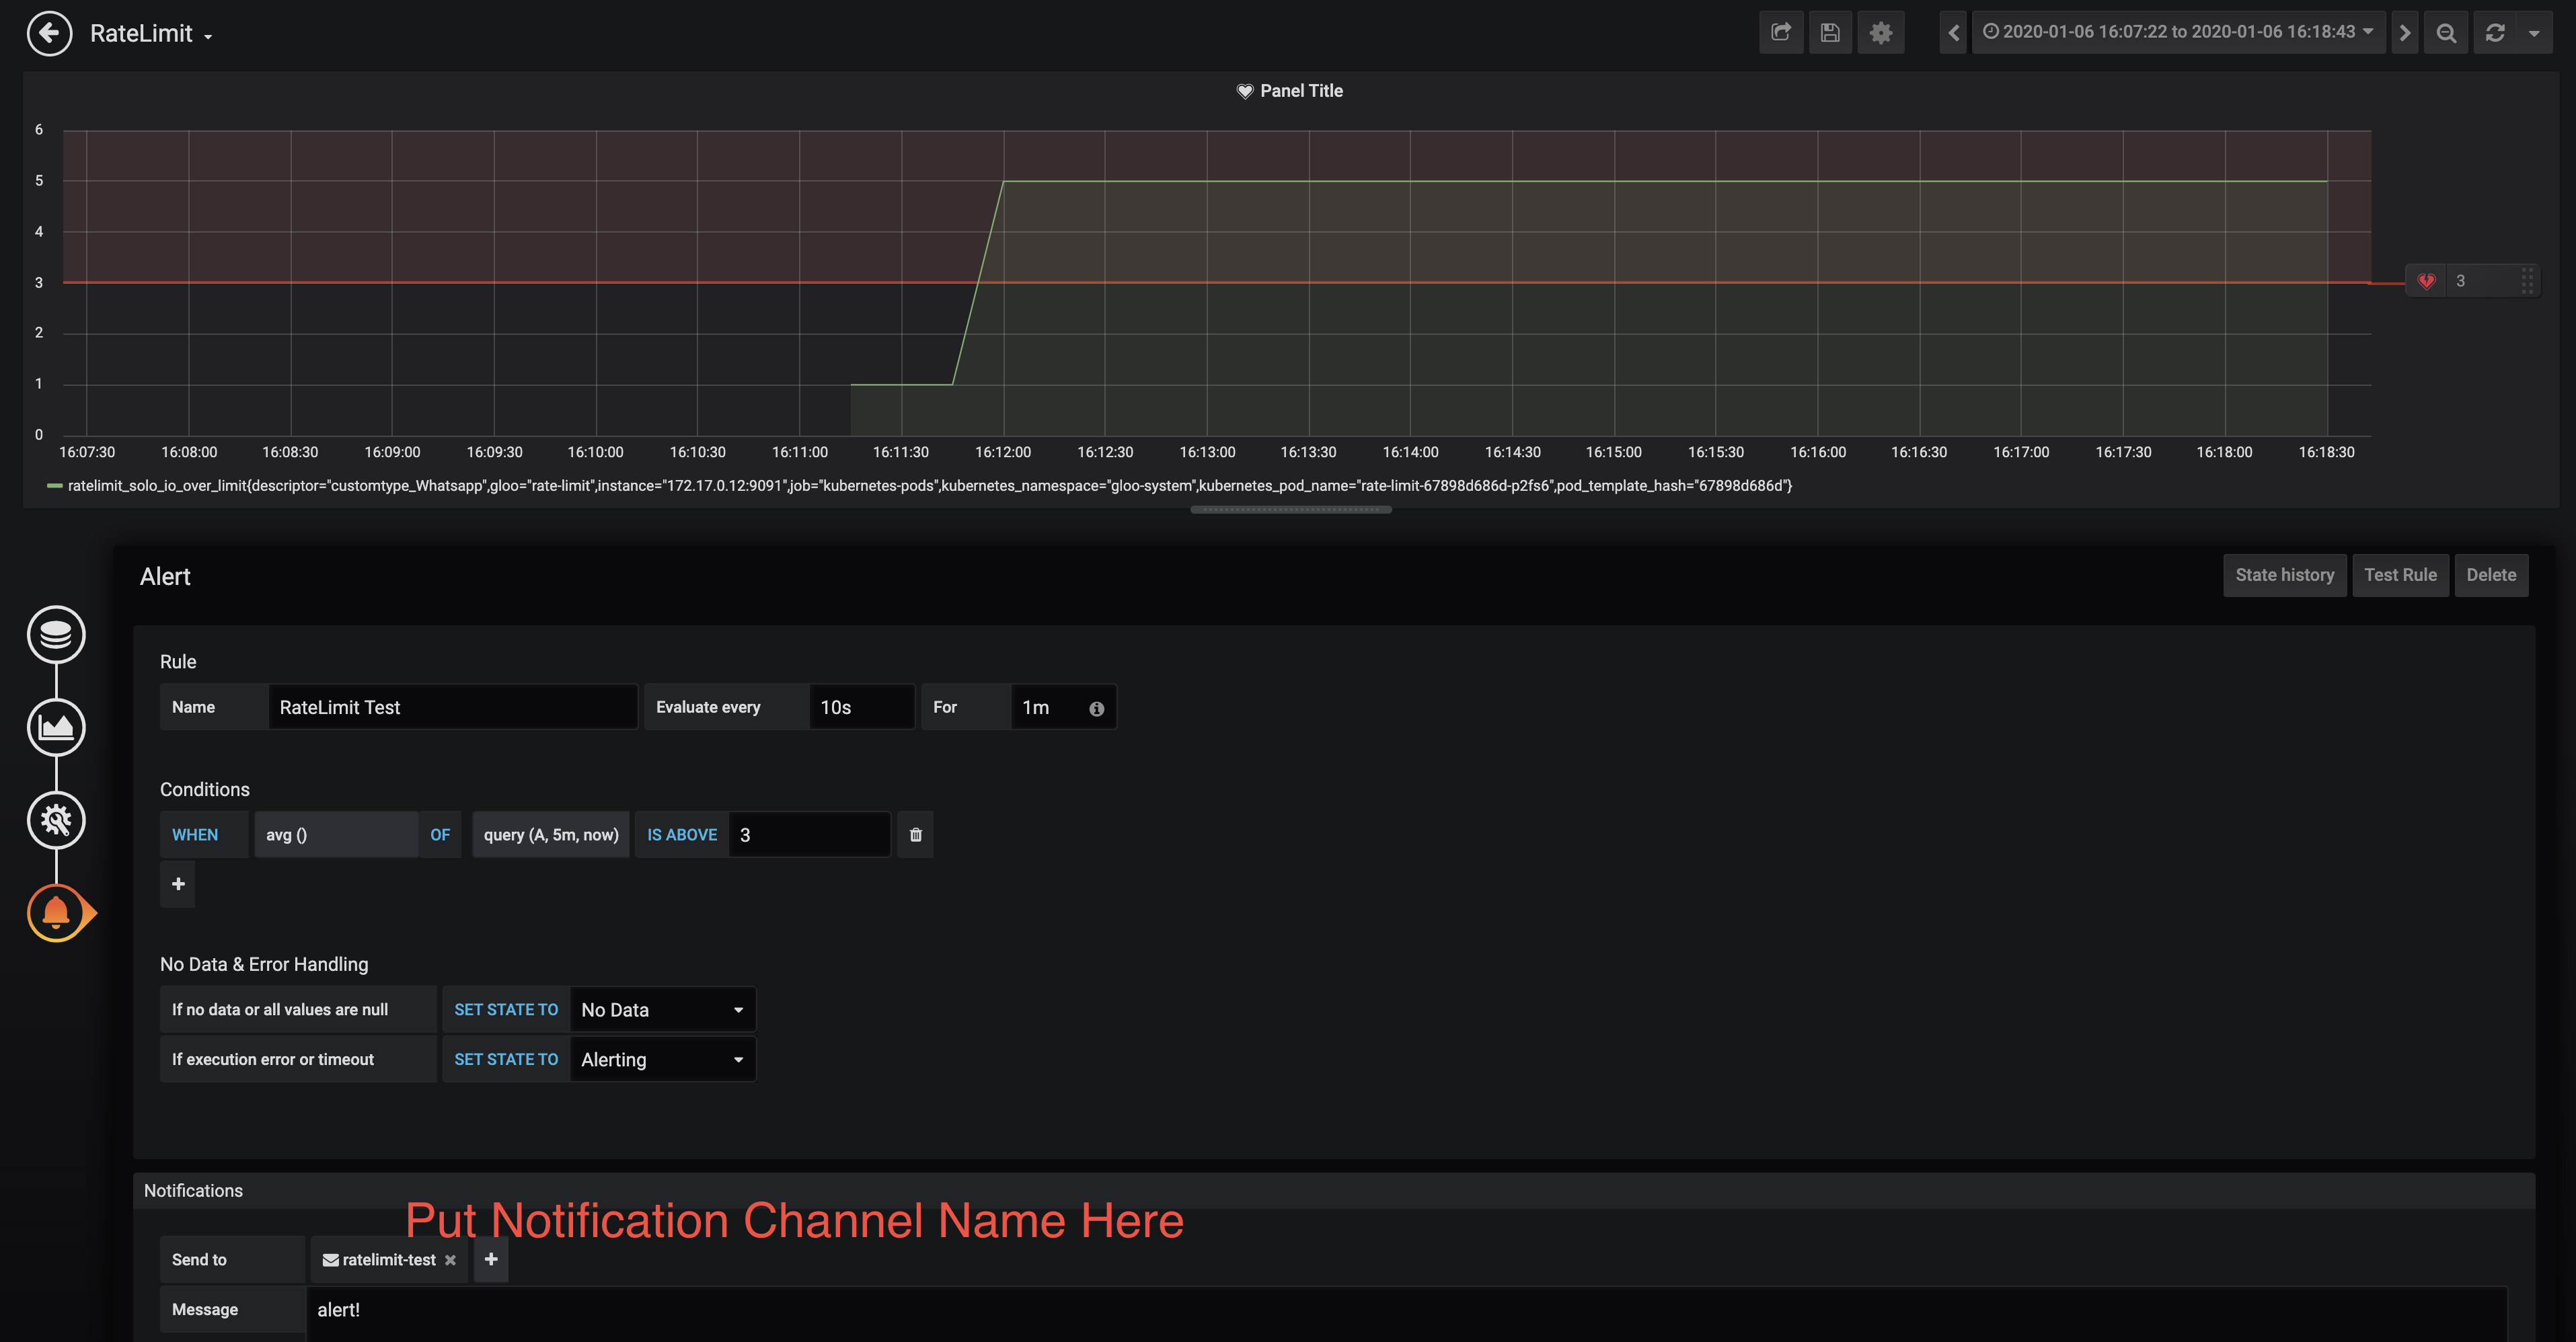 RateLimit
2020-01-06 16:07:22 to 2020-01-06 16:18:43
Panel Title
6
5
4
3
3
2
1
0
16:07:30 16:08:00 16:08:30 16:09:00 16:09:30 16:10:00 16:10:30 16:11:00 16:11:30 16:12:00 16:12:30 16:13:00 16:13:30 16:14:00 16:14:30 16:15:00 16:15:30 16:16:00 16:16:30 16:17:00 16:17:30 16:18:00 16:18:30
ratelimit_solo_io_over_limit{descriptor="customtype_Whatsapp",gloo="rate-limit",instance="172.17.0.12:9091",job="kubernetes-pods",kubernetes_namespace="gloo-system",kubernetes_pod_name="rate-limit-67898d686d-p2fs6",pod_template_hash="67898d686d"}
Alert
State history Test Rule Delete
Rule
Name RateLimit Test Evaluate every 10s For 1m
Conditions
WHEN avg () OF query (A, 5m, now) IS ABOVE 3
No Data & Error Handling
If no data or all values are null SET STATE TO No Data
If execution error or timeout SET STATE TO Alerting
Notifications
Put Notification Channel Name Here
Send to ratelimit-test
Message alert!